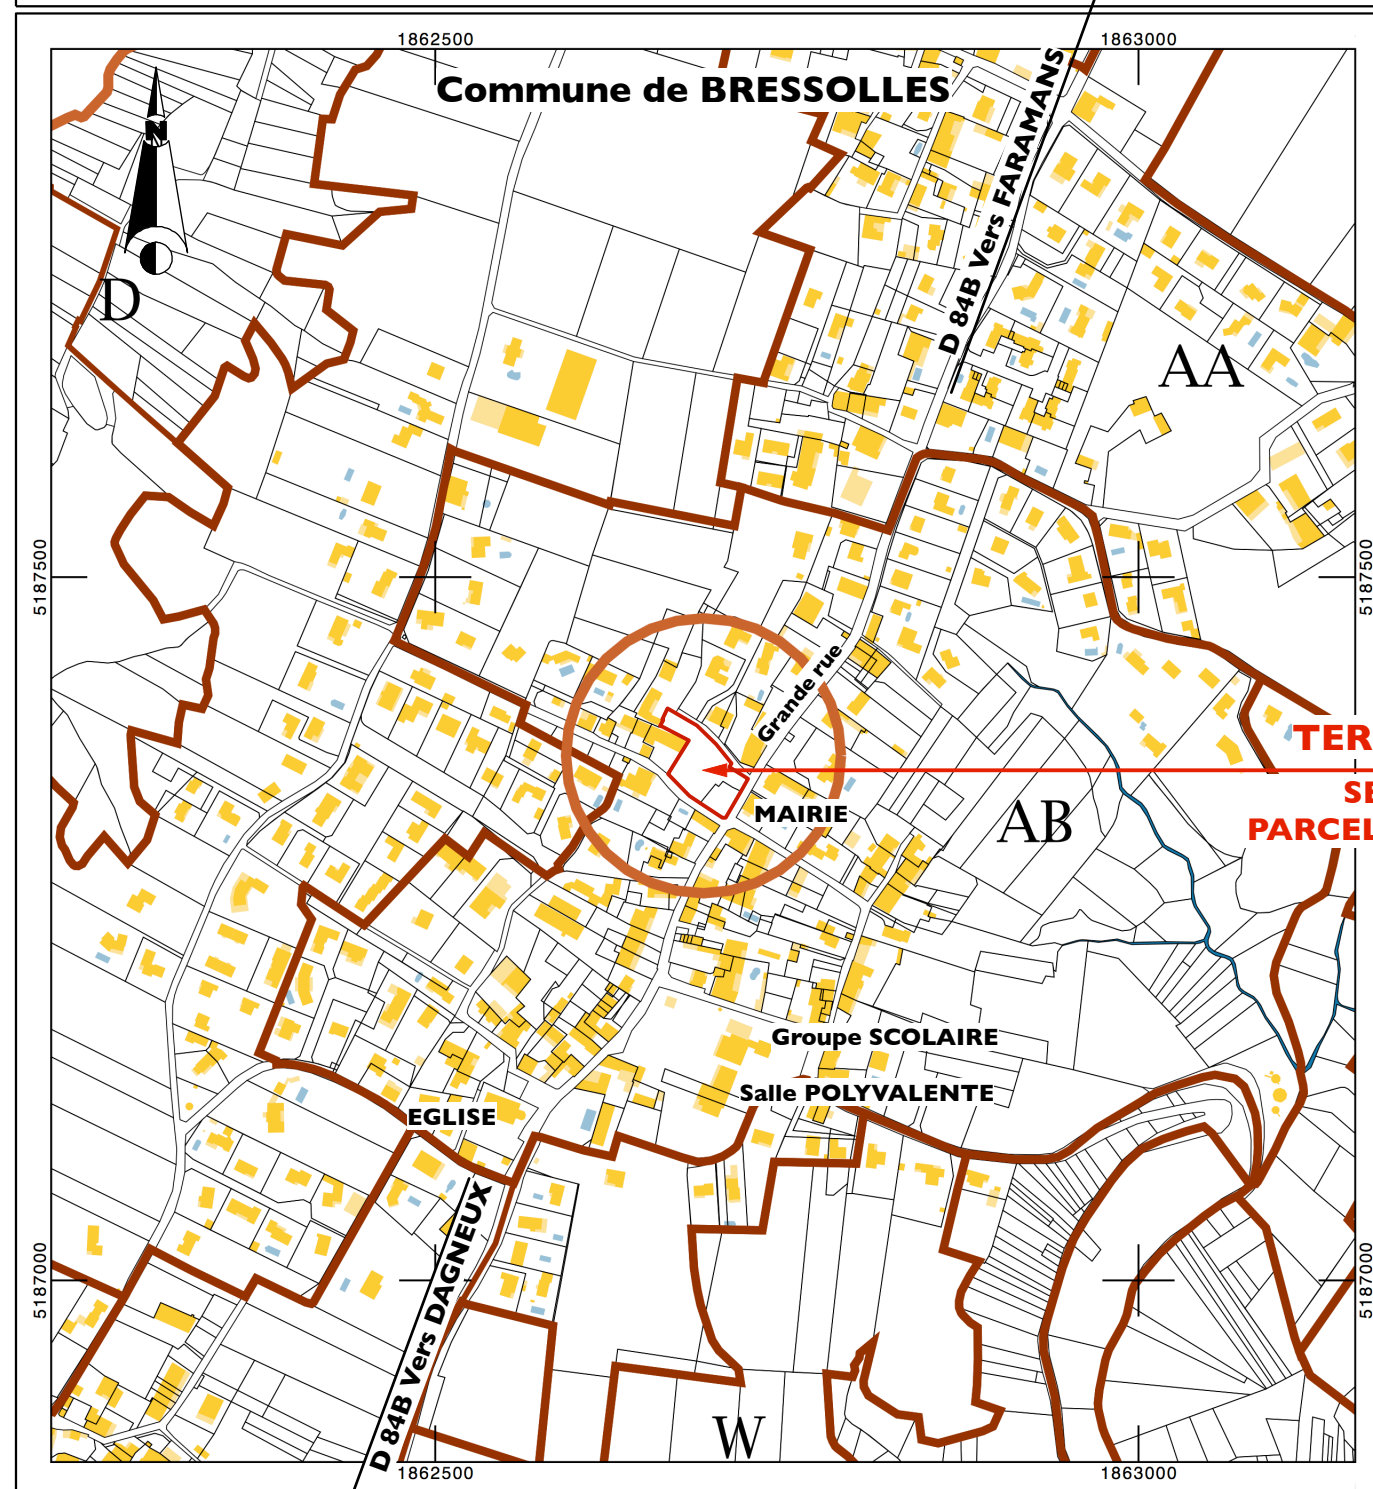 1862500
1863000
Commune de BRESSOLLES
N
D 84B Vers FARAMANS
D
AA
5187500
5187500
Grande rue
TER
SE
PARCEL
MAIRIE
AB
Groupe SCOLAIRE
Salle POLYVALENTE
EGLISE
D 84B Vers DAGNEUX
5187000
5187000
W
1862500
1863000